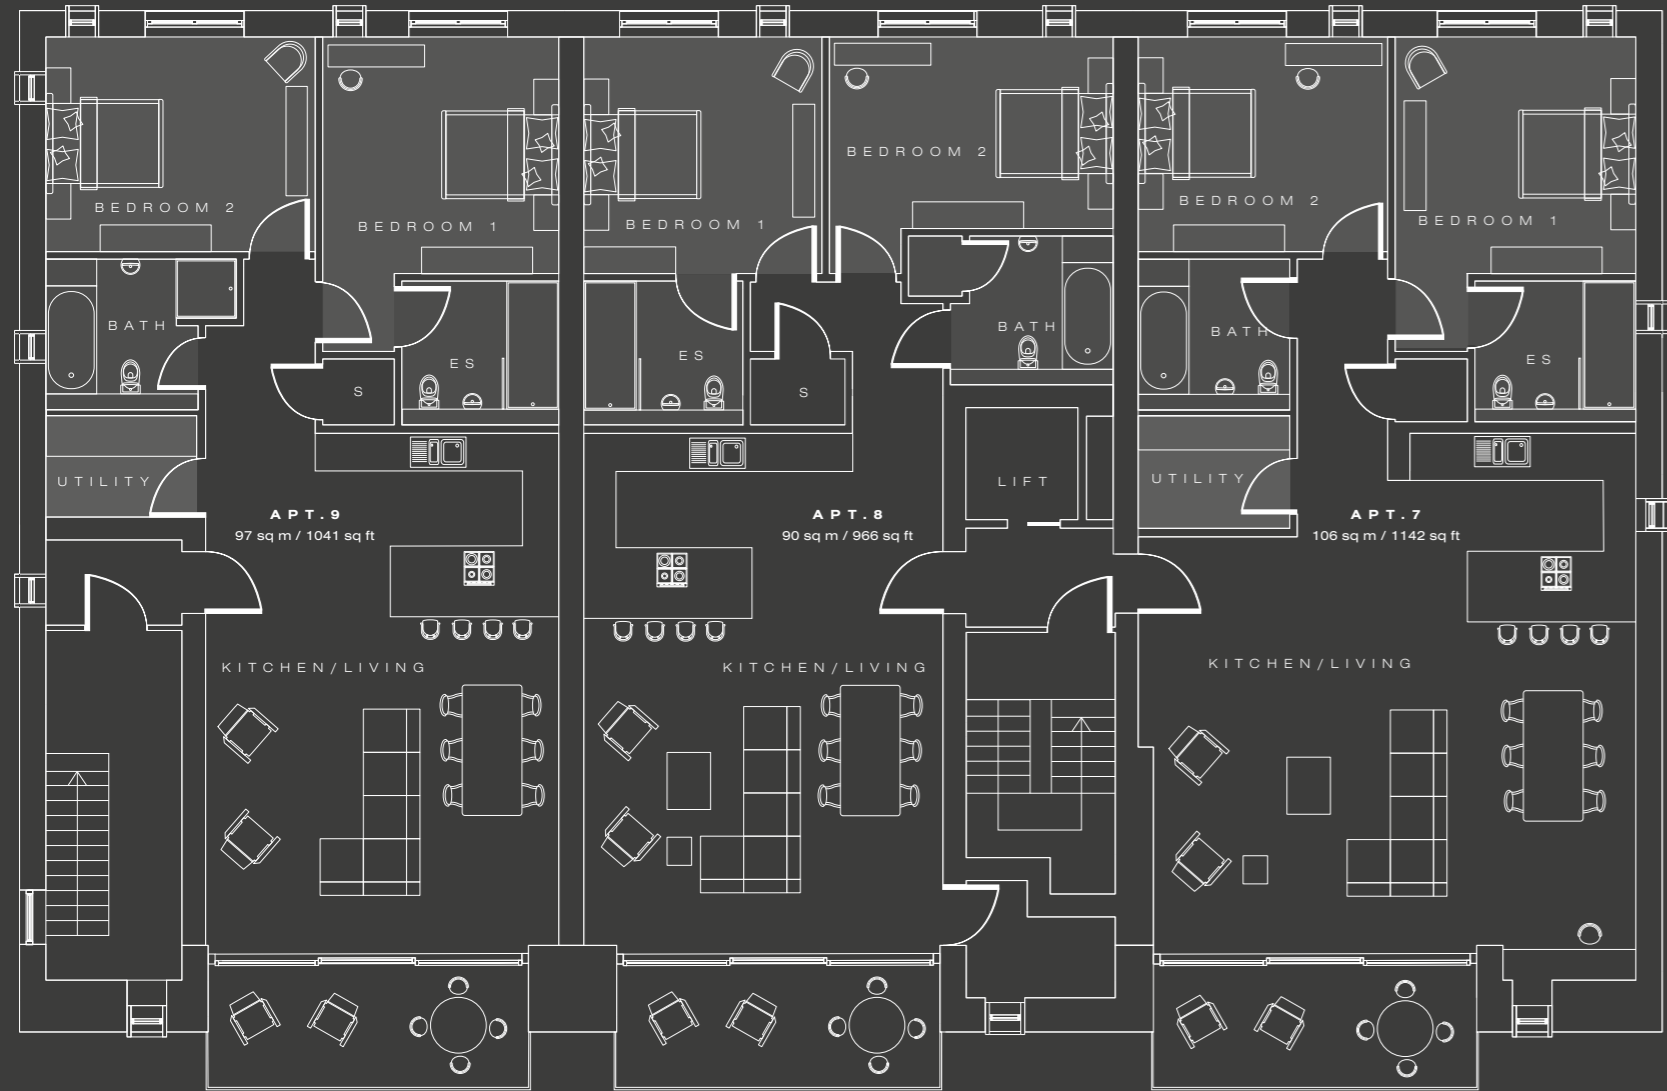 BEDROOM 2
BEDROOM 1
BEDROOM 1
BEDROOM 2
BEDROOM 2
BEDROOM 1
BATH
ES
S
ES
S
BATH
BATH
ES
UTILITY
LIFT
UTILITY
APT.9
97 sq m / 1041 sq ft
APT.8
90 sq m / 966 sq ft
APT.7
106 sq m / 1142 sq ft
KITCHEN/LIVING
KITCHEN/LIVING
KITCHEN/LIVING